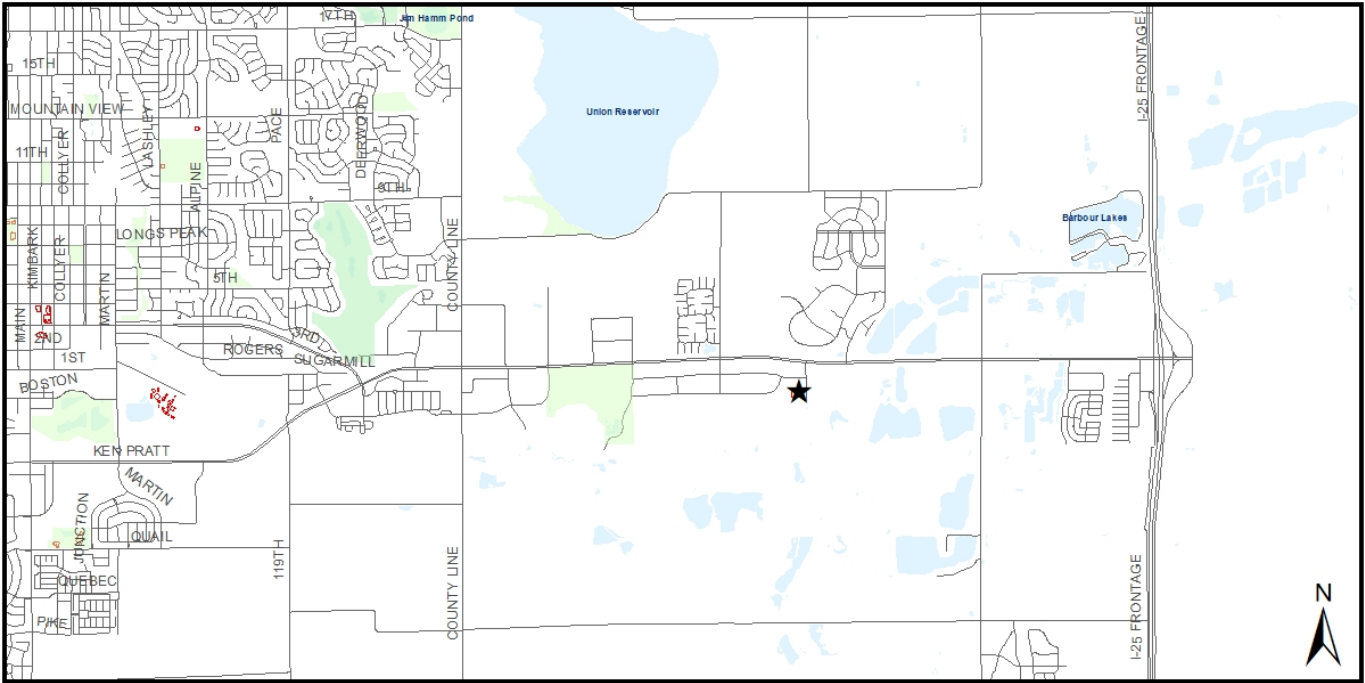 17TH
Jim Hamm Pond
15TH
I-25 FRONTAGE
MOUNTAIN VIEW
Union Reservoir
LASHLEY
PACE
DEERWOOD
11TH
COLLYER
ALPINE
9TH
Barbour Lakes
LONGS PEAK
KIMBARK
COLLYER
COUNTY LINE
5TH
MARTIN
MAIN
2ND
3RD
ROGERS
1ST
SUGARMILL
BOSTON
KEN PRATT
MARTIN
JUNCTION
QUAIL
119TH
COUNTY LINE
I-25 FRONTAGE
QUEBEC
PIKE
N